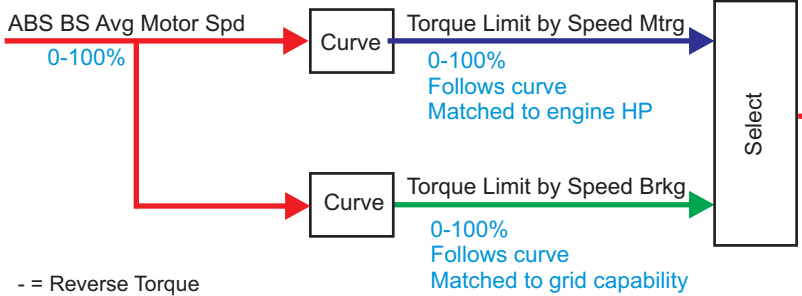 ABS BS Avg Motor Spd
0-100%
Curve
Torque Limit by Speed Mtrg
0-100%
Follows curve
Matched to engine HP
Select
Curve
Torque Limit by Speed Brkg
0-100%
Follows curve
Matched to grid capability
- = Reverse Torque